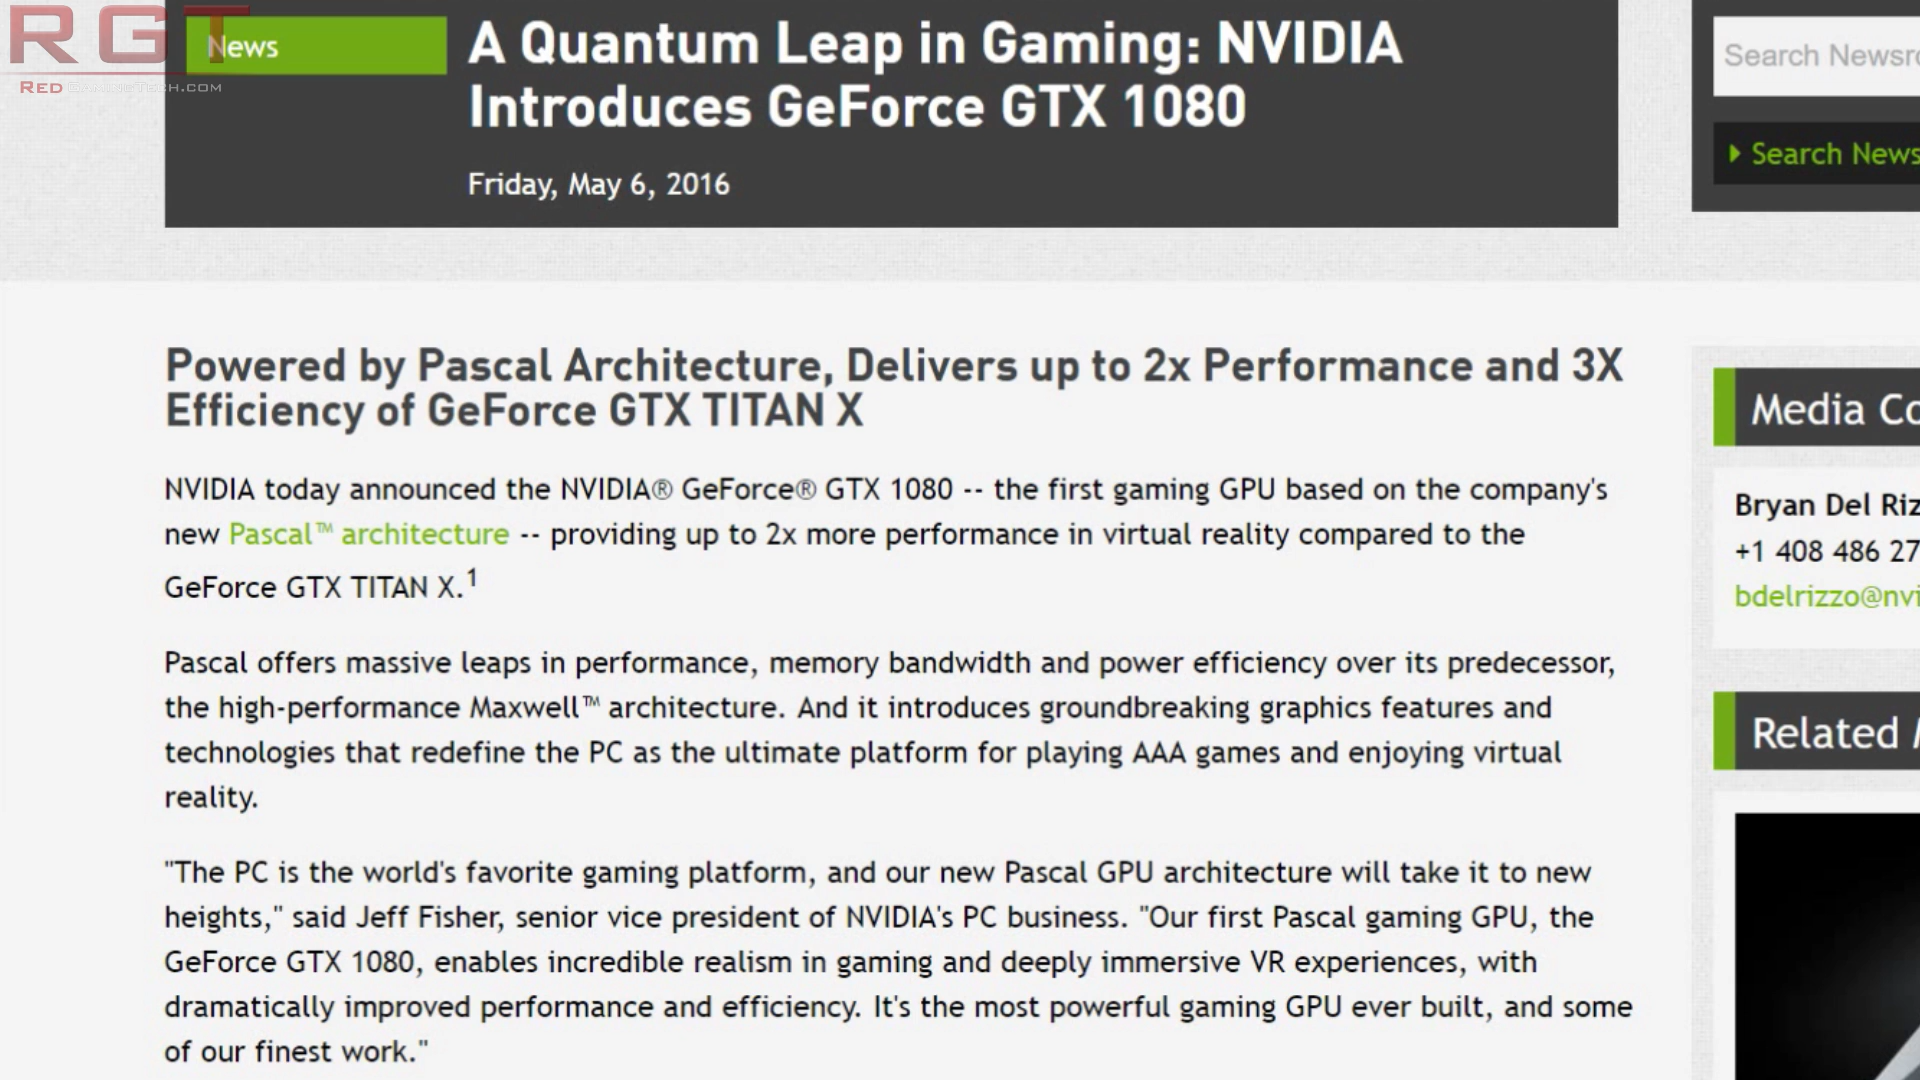 RGT
RED GAMINGTECH.COM
News
A Quantum Leap in Gaming: NVIDIA
Introduces GeForce GTX 1080
Friday, May 6, 2016
Search Newsro
Search News
Powered by Pascal Architecture, Delivers up to 2x Performance and 3X
Efficiency of GeForce GTX TITAN X
NVIDIA today announced the NVIDIA® GeForce® GTX 1080 -- the first gaming GPU based on the company's
new Pascal™ architecture -- providing up to 2x more performance in virtual reality compared to the
GeForce GTX TITAN X.1
Pascal offers massive leaps in performance, memory bandwidth and power efficiency over its predecessor,
the high-performance Maxwell™ architecture. And it introduces groundbreaking graphics features and
technologies that redefine the PC as the ultimate platform for playing AAA games and enjoying virtual
reality.
"The PC is the world's favorite gaming platform, and our new Pascal GPU architecture will take it to new
heights," said Jeff Fisher, senior vice president of NVIDIA's PC business. "Our first Pascal gaming GPU, the
GeForce GTX 1080, enables incredible realism in gaming and deeply immersive VR experiences, with
dramatically improved performance and efficiency. It's the most powerful gaming GPU ever built, and some
of our finest work."
Media Co
Bryan Del Riz
+1 408 486 27
bdelrizzo@nvi
Related